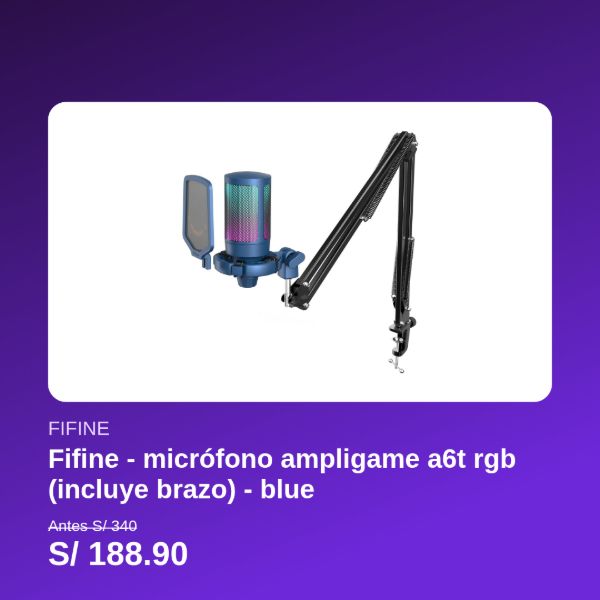 FIFINE
Fifine - micrófono ampligame a6t rgb
(incluye brazo) - blue
Antes S/ 340
S/ 188.90